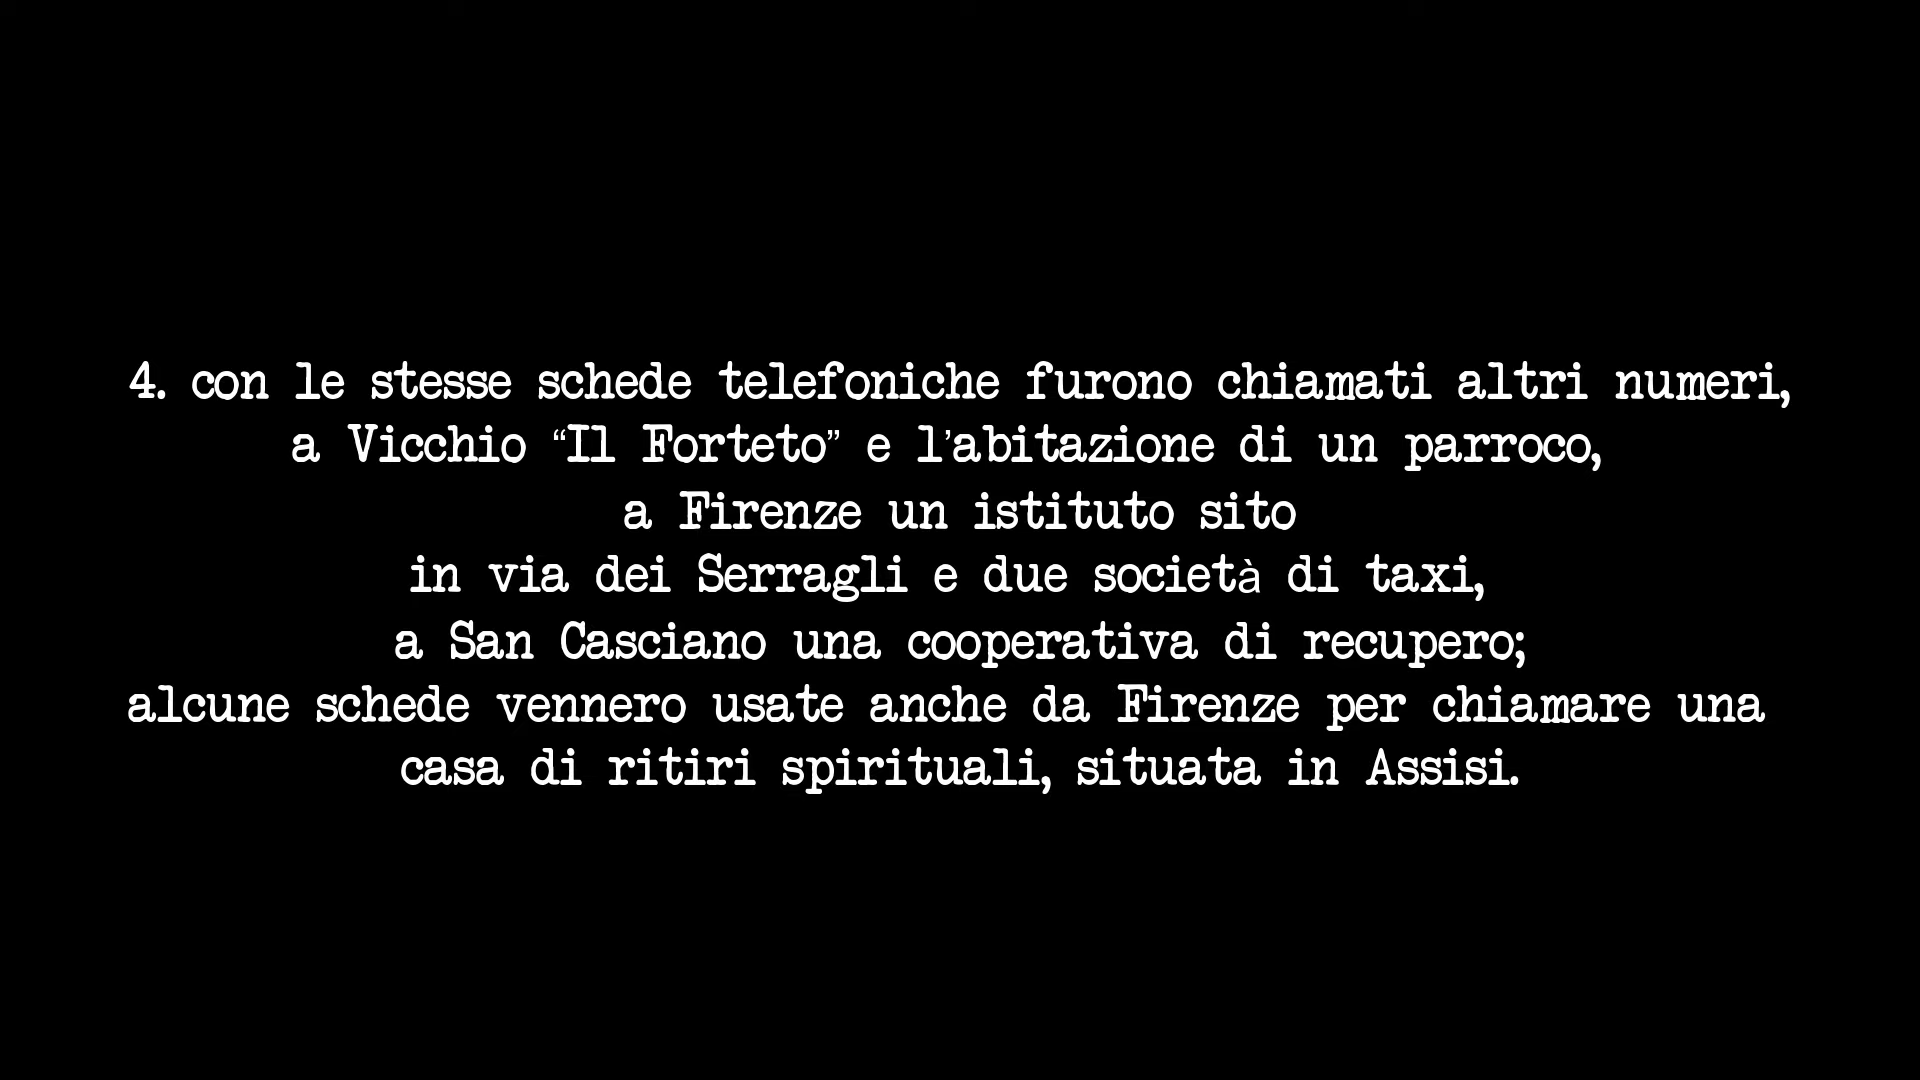 4. con le stesse schede telefoniche furono chiamati altri numeri,
a Vicchio “Il Forteto” e l’abitazione di un parroco,
a Firenze un istituto sito
in via dei Serragli e due società di taxi,
a San Casciano una cooperativa di recupero;
alcune schede vennero usate anche da Firenze per chiamare una
casa di ritiri spirituali, situata in Assisi.